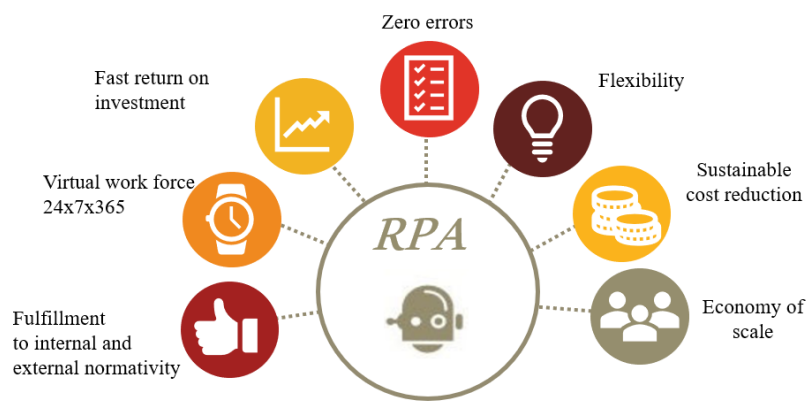 Zero errors
Fast return on
investment
Flexibility
Virtual work force
24x7x365
Sustainable
cost reduction
RPA
Fulfillment
to internal and
external normativity
Economy of
scale